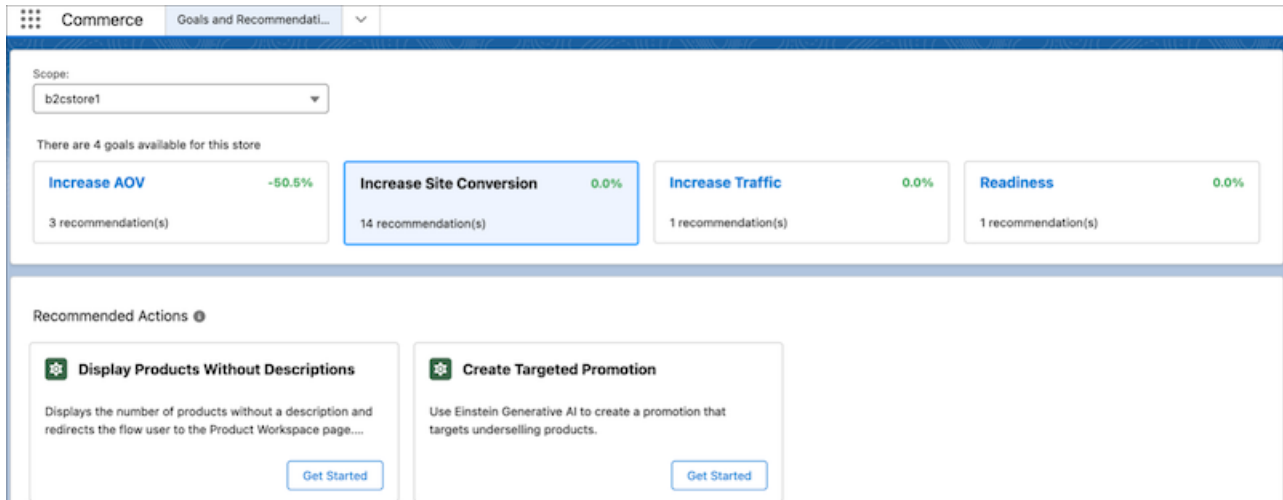 Commerce
Goals and Recommendati...
Scope:
b2cstore1
There are 4 goals available for this store
Increase AOV -50.5%
3 recommendation(s)
Increase Site Conversion 0.0%
14 recommendation(s)
Increase Traffic 0.0%
1 recommendation(s)
Readiness 0.0%
1 recommendation(s)
Recommended Actions
Display Products Without Descriptions
Displays the number of products without a description and
redirects the flow user to the Product Workspace page....
Get Started
Create Targeted Promotion
Use Einstein Generative AI to create a promotion that
targets underselling products.
Get Started